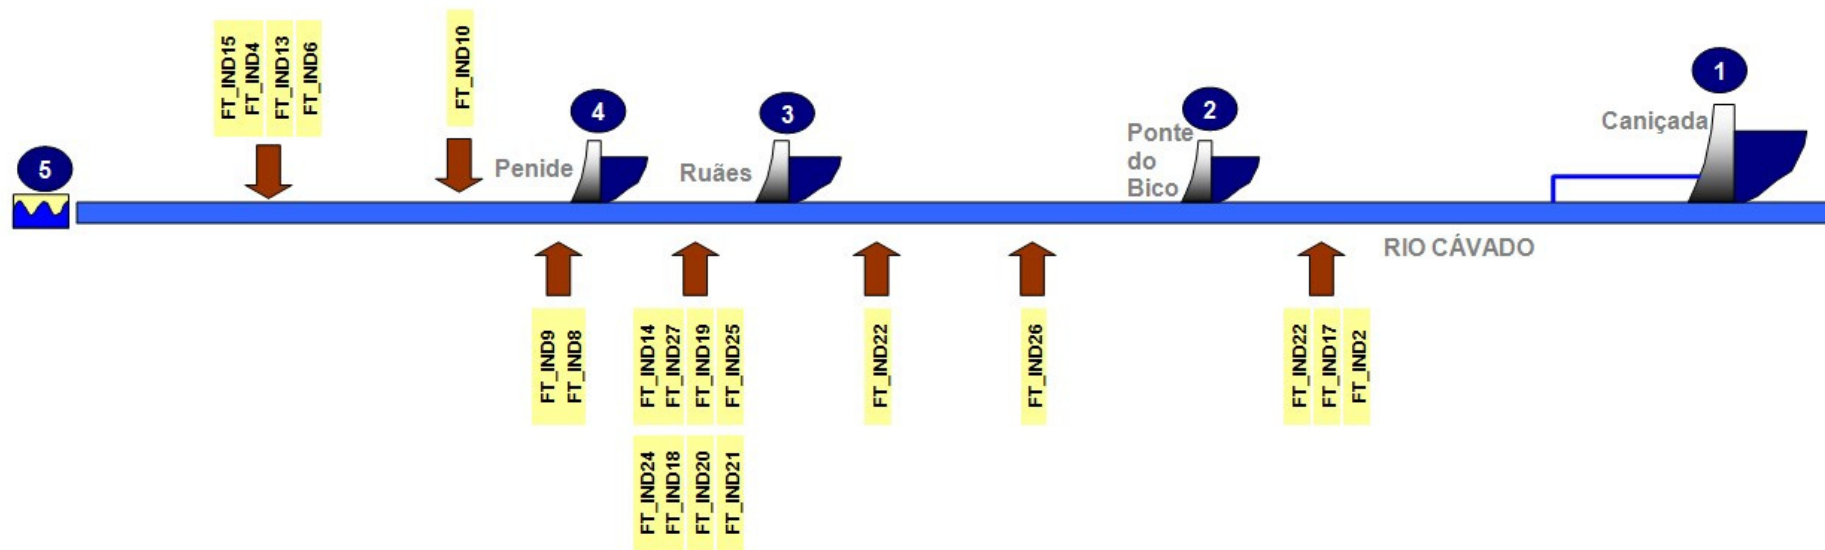 FT_IND15
FT_IND4
FT_IND13
FT_IND6
FT_IND10
5
4
3
2
1
Penide
Ruães
Ponte
do
Bico
Caniçada
RIO CÁVADO
FT_IND9
FT_IND8
FT_IND14
FT_IND27
FT_IND19
FT_IND25
FT_IND24
FT_IND18
FT_IND20
FT_IND21
FT_IND22
FT_IND26
FT_IND22
FT_IND17
FT_IND2